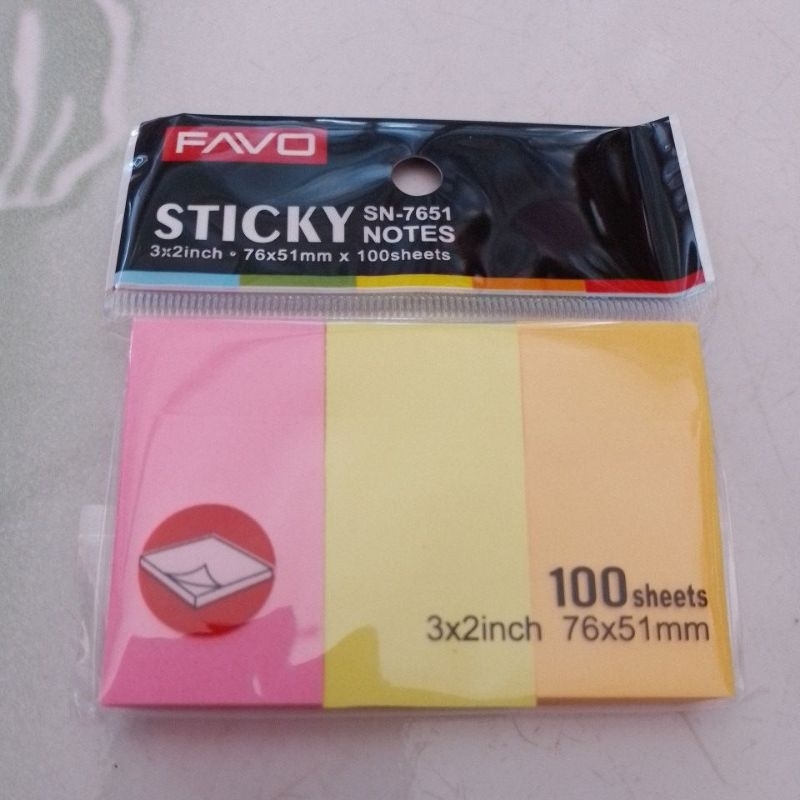 FAVO
STICKY SN-7651 NOTES
3x2inch • 76x51mm x 100sheets
100sheets
3x2inch 76x51mm